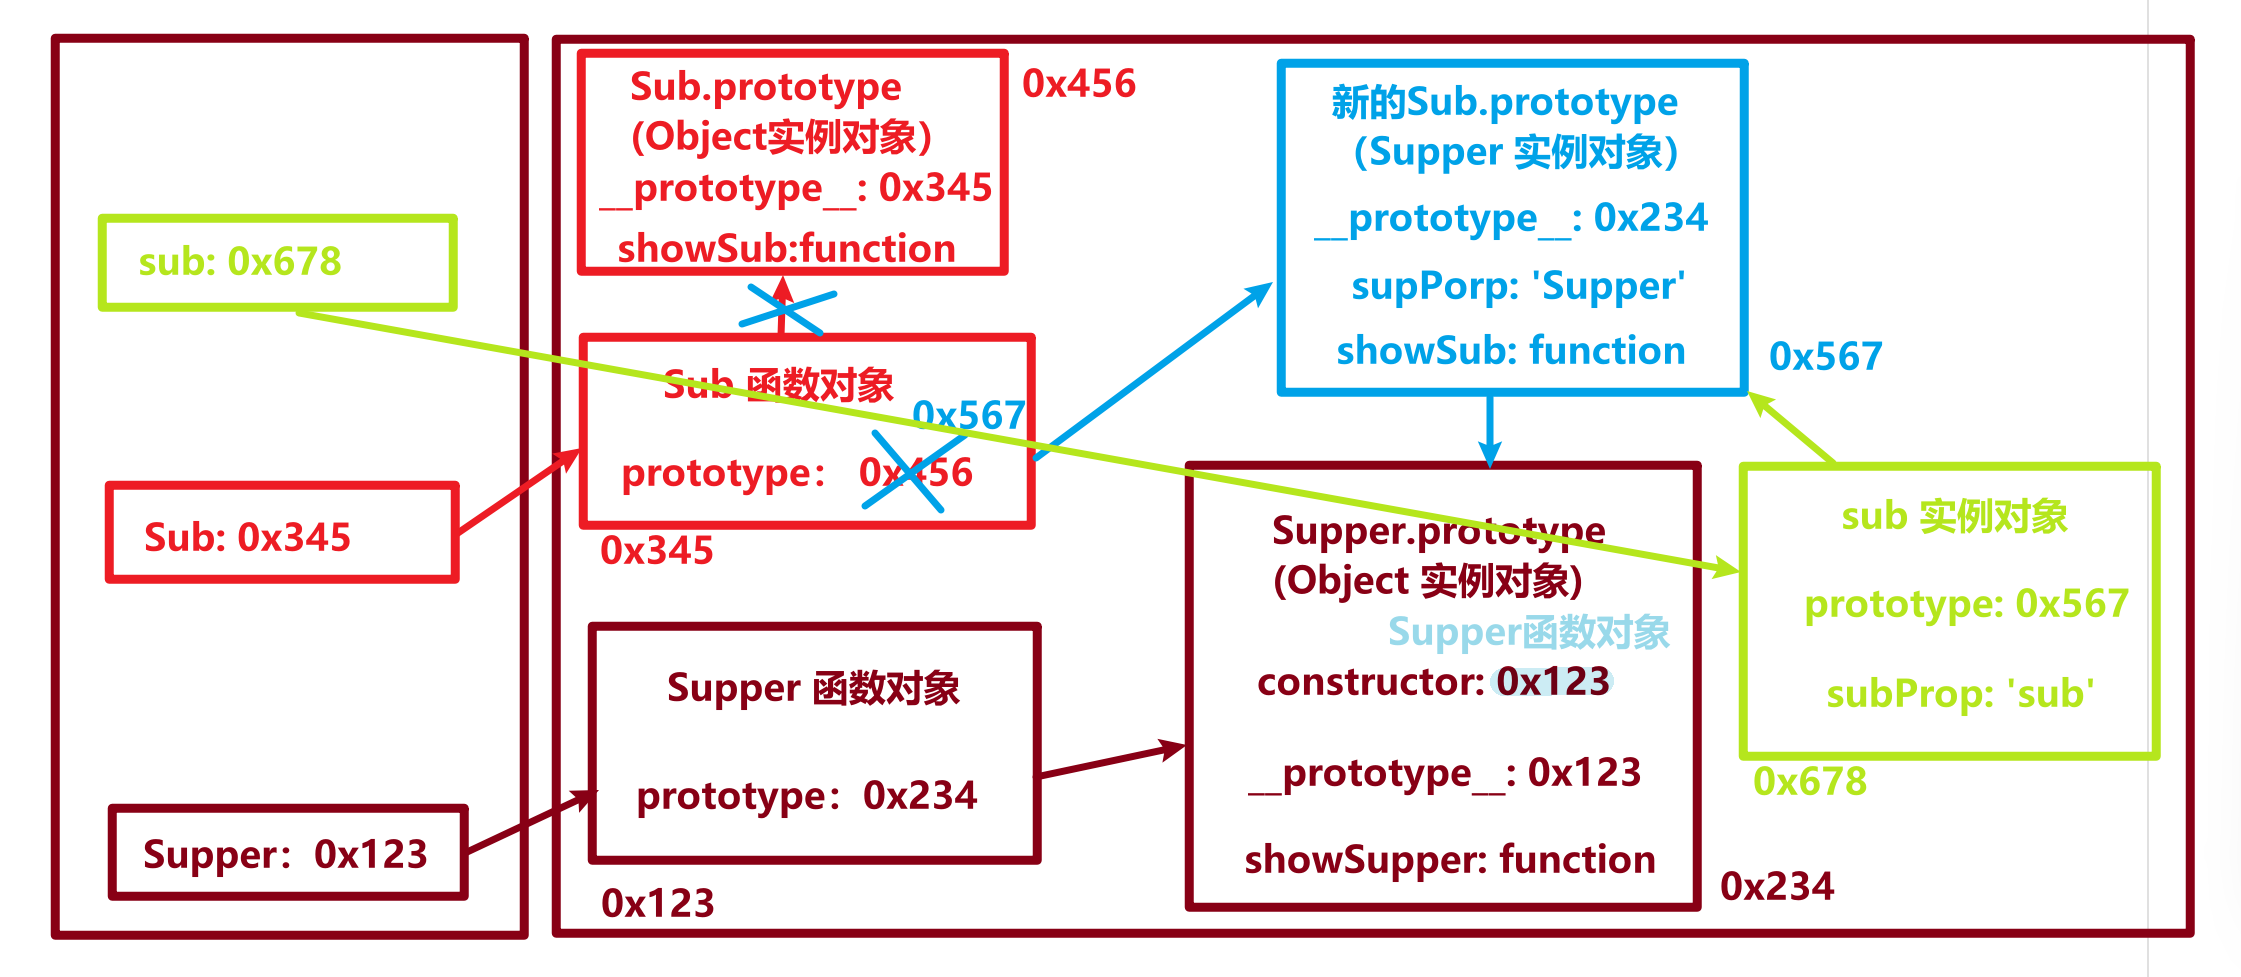 sub: 0x678
Sub: 0x345
Supper：0x123
Sub.prototype
(Object实例对象）
__prototype__: 0x345
showSub:function
0x456
Sub 函数对象
0x567
prototype： 0x456
0x345
Supper 函数对象
prototype：0x234
0x123
新的Sub.prototype
（Supper 实例对象）
__prototype__: 0x234
supPorp: 'Supper'
showSub: function
0x567
Supper.prototype
(Object 实例对象)
Supper函数对象
constructor: 0x123
__prototype__: 0x123
showSupper: function
0x234
sub 实例对象
prototype: 0x567
subProp: 'sub'
0x678